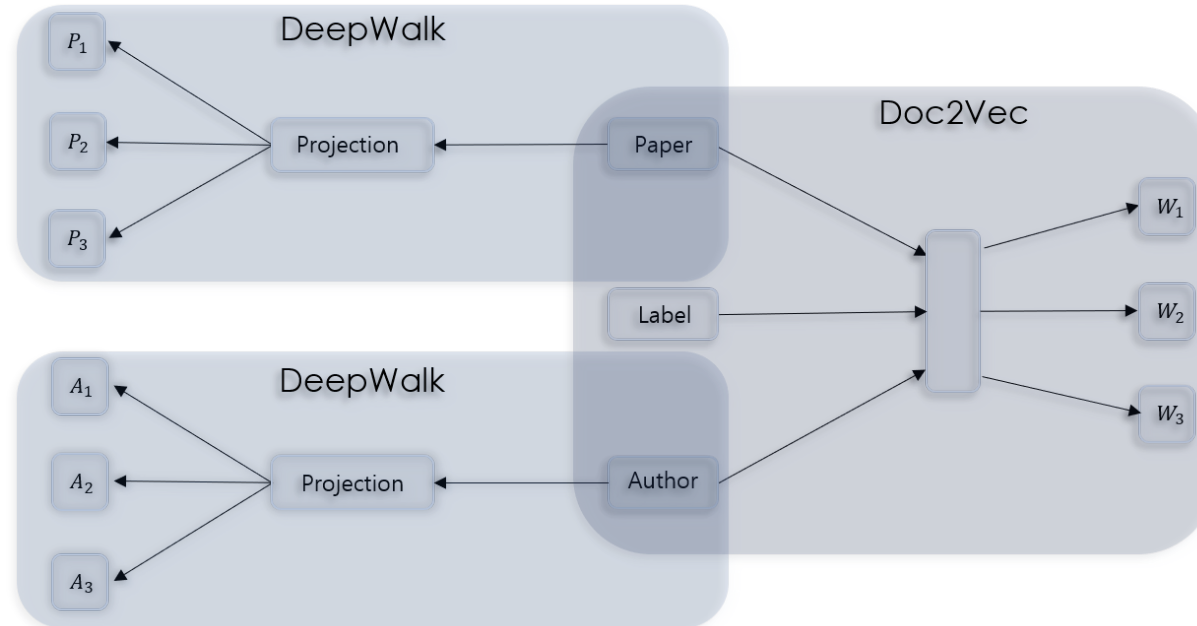 DeepWalk
P₁
P₂
P₃
Projection
Paper
Doc2Vec
Label
W₁
W₂
W₃
DeepWalk
A₁
A₂
A₃
Projection
Author